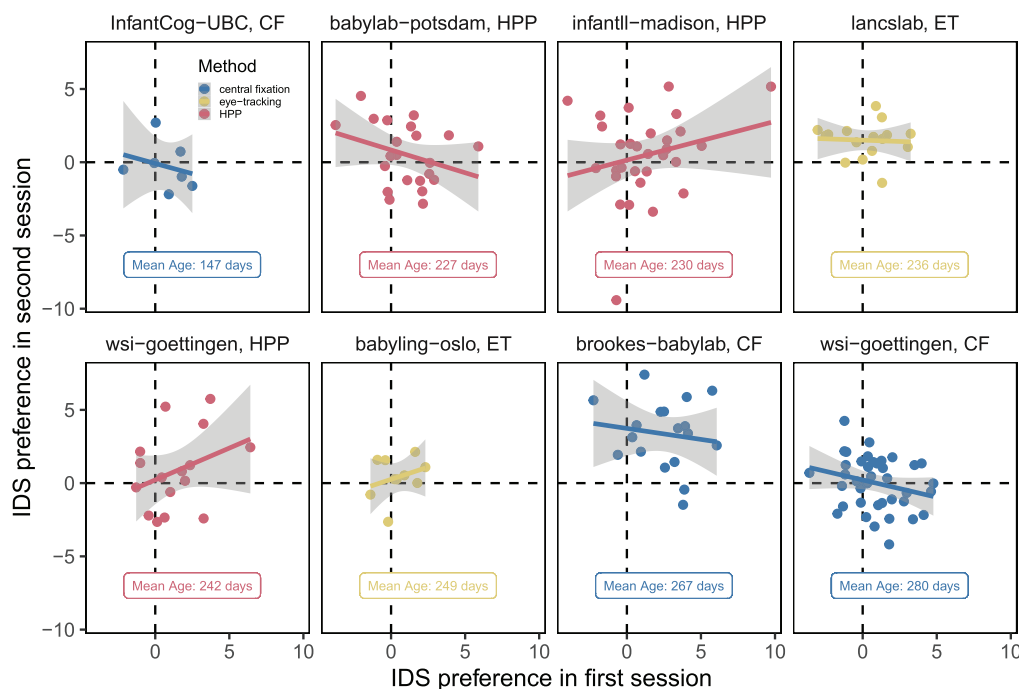 InfantCog−UBC, CF
babylab−potsdam, HPP
infantll−madison, HPP
lancslab, ET
Method
central fixation
eye−tracking
HPP
5
0
−5
−10
Mean Age: 147 days
Mean Age: 227 days
Mean Age: 230 days
Mean Age: 236 days
wsi−goettingen, HPP
babyling−oslo, ET
brookes−babylab, CF
wsi−goettingen, CF
5
0
−5
−10
Mean Age: 242 days
Mean Age: 249 days
Mean Age: 267 days
Mean Age: 280 days
0 5 10 0 5 10 0 5 10 0 5 10
IDS preference in first session
IDS preference in second session